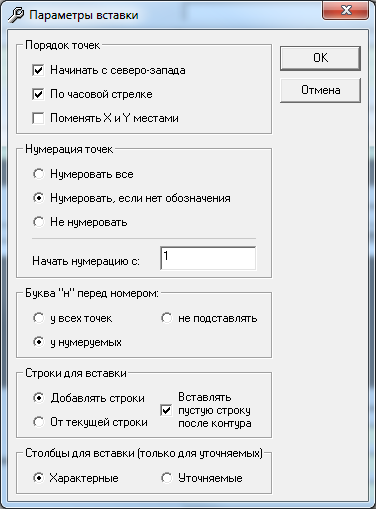 Параметры вставки
Порядок точек
Начинать с северо-запада
По часовой стрелке
Поменять X и Y местами
OK
Отмена
Нумерация точек
Нумеровать все
Нумеровать, если нет обозначения
Не нумеровать
Начать нумерацию с: 1
Буква "н" перед номером:
у всех точек не подставлять
у нумеруемых
Строки для вставки
Добавлять строки
От текущей строки
Вставлять
пустую строку
после контура
Столбцы для вставки (только для уточняемых)
Характерные Уточняемые